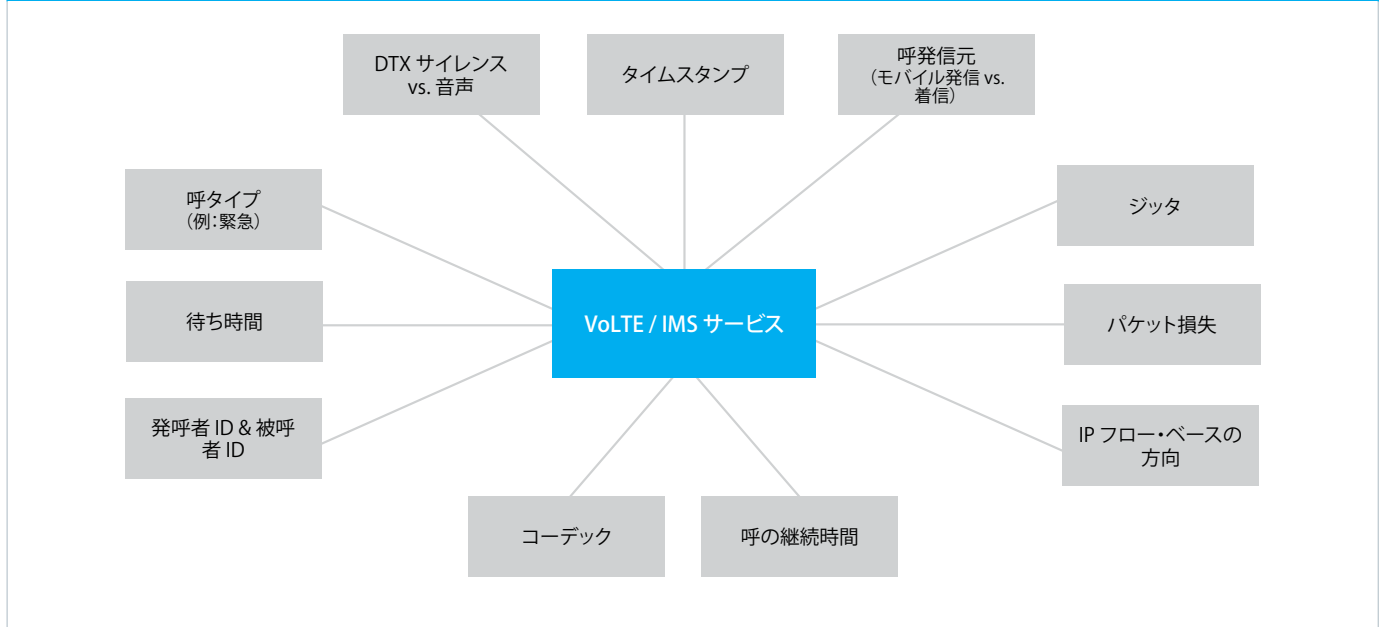 DTX サイレンス
vs. 音声
タイムスタンプ
呼発信元
（モバイル発信 vs.
着信）
呼タイプ
（例：緊急）
ジッタ
待ち時間
VoLTE / IMS サービス
パケット損失
発呼者 ID & 被呼
者 ID
IP フロー・ベースの
方向
コーデック
呼の継続時間